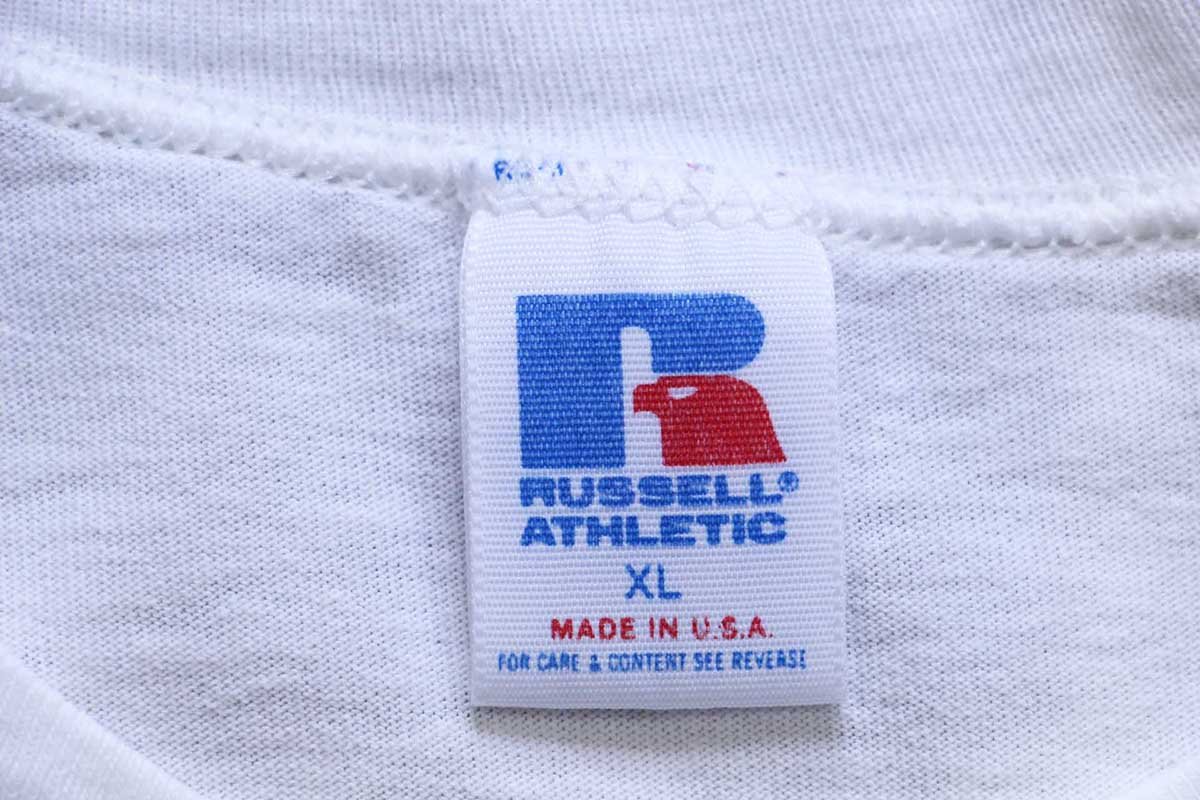 RUSSELL®
ATHLETIC
XL
MADE IN U.S.A.
FOR CARE & CONTENT SEE REVERSE